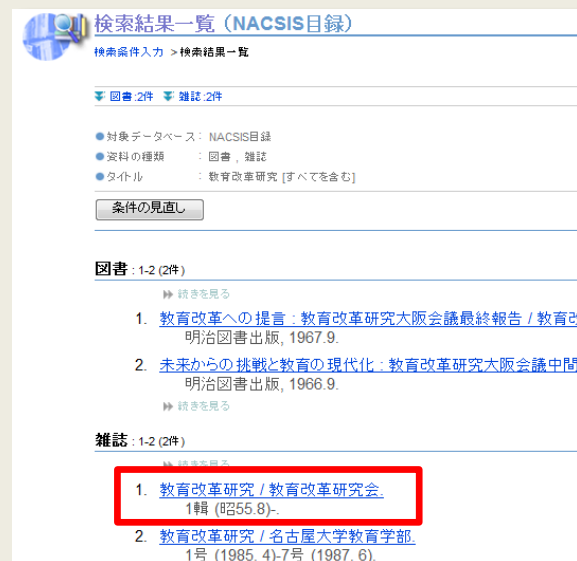 検索結果一覧（NACSIS目録）
検索条件入力 >検索結果一覧
図書:2件 雑誌:2件
●対象データベース: NACSIS目録
●資料の種類 : 図書 , 雑誌
●タイトル : 教育改革研究 [すべてを含む]
条件の見直し
図書 : 1-2 (2件)
続きを見る
1. 教育改革への提言 : 教育改革研究大阪会議最終報告 / 教育改
明治図書出版, 1967.9.
2. 未来からの挑戦と教育の現代化 : 教育改革研究大阪会議中間
明治図書出版, 1966.9.
続きを見る
雑誌 : 1-2 (2件)
続きを見る
1. 教育改革研究 / 教育改革研究会.
1輯 (昭55.8)-.
2. 教育改革研究 / 名古屋大学教育学部.
1号 (1985. 4)-7号 (1987. 6).